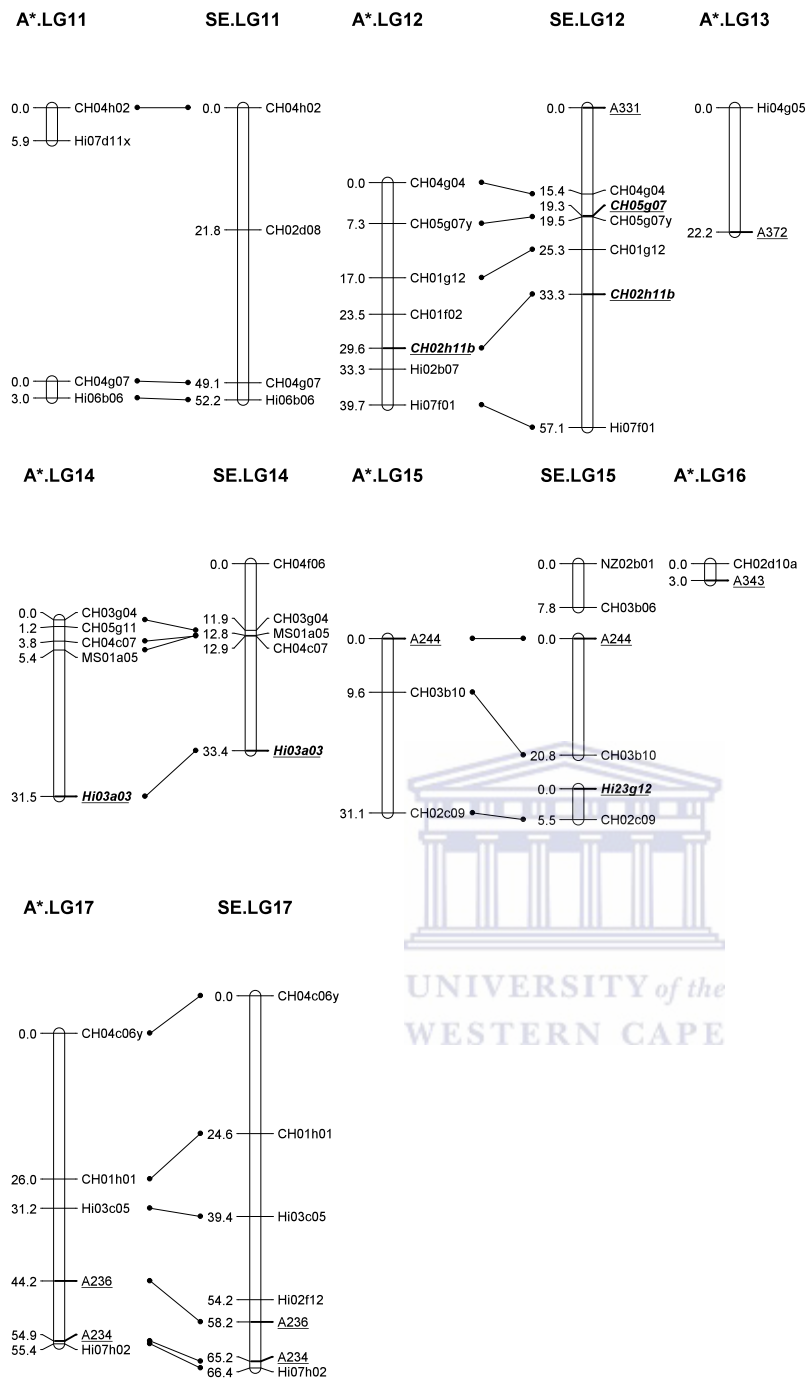 A*.LG11 SE.LG11 A*.LG12 SE.LG12 A*.LG13
0.0 CH04h02
5.9 Hi07d11x
0.0 CH04g07
3.0 Hi06b06
0.0 CH04h02
21.8 CH02d08
49.1 CH04g07
52.2 Hi06b06
0.0 CH04g04
7.3 CH05g07y
17.0 CH01g12
23.5 CH01f02
29.6 CH02h11b
33.3 Hi02b07
39.7 Hi07f01
0.0 A331
15.4 CH04g04
19.3 CH05g07
19.5 CH05g07y
25.3 CH01g12
33.3 CH02h11b
57.1 Hi07f01
0.0 Hi04g05
22.2 A372
A*.LG14 SE.LG14 A*.LG15 SE.LG15 A*.LG16
0.0 CH03g04
1.2 CH05g11
3.8 CH04c07
5.4 MS01a05
31.5 Hi03a03
0.0 CH04f06
11.9 CH03g04
12.8 MS01a05
12.9 CH04c07
33.4 Hi03a03
0.0 A244
9.6 CH03b10
31.1 CH02c09
0.0 NZ02b01
7.8 CH03b06
0.0 A244
20.8 CH03b10
0.0 Hi23g12
5.5 CH02c09
0.0 CH02d10a
3.0 A343
A*.LG17 SE.LG17
0.0 CH04c06y
26.0 CH01h01
31.2 Hi03c05
44.2 A236
54.9 A234
55.4 Hi07h02
0.0 CH04c06y
24.6 CH01h01
39.4 Hi03c05
54.2 Hi02f12
58.2 A236
65.2 A234
66.4 Hi07h02
UNIVERSITY of the
WESTERN CAPE